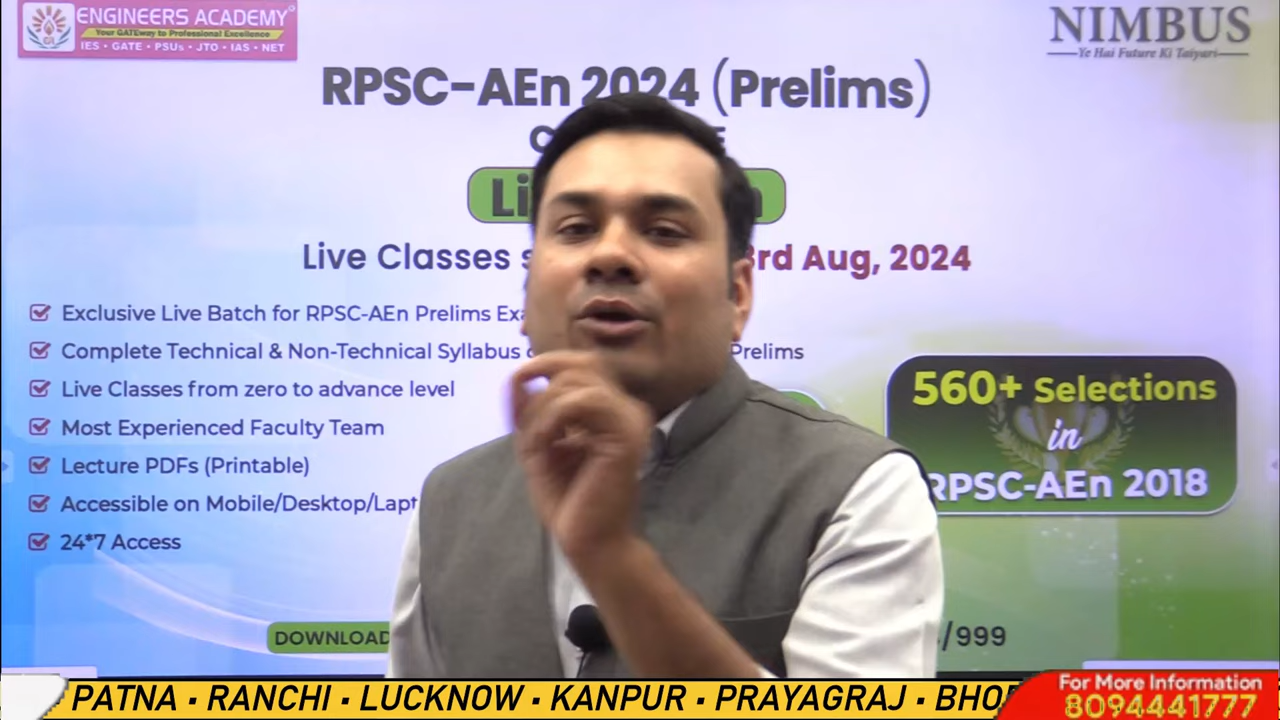 ENGINEERS ACADEMY
Your GATEway to Professional Excellence
IES • GATE • PSUs • JTO • IAS • NET
NIMBUS
Ye Hai Future Ki Taiyari
RPSC-AEn 2024 (Prelims)
Live Classes
3rd Aug, 2024
Exclusive Live Batch for RPSC-AEn Prelims
Complete Technical & Non-Technical Syllabus Prelims
Live Classes from zero to advance level
Most Experienced Faculty Team
Lecture PDFs (Printable)
Accessible on Mobile/Desktop/Lapt
24*7 Access
560+ Selections
in
RPSC-AEn 2018
DOWNLOAD
/999
PATNA • RANCHI • LUCKNOW • KANPUR • PRAYAGRAJ • BHOP
For More Information
8094441777